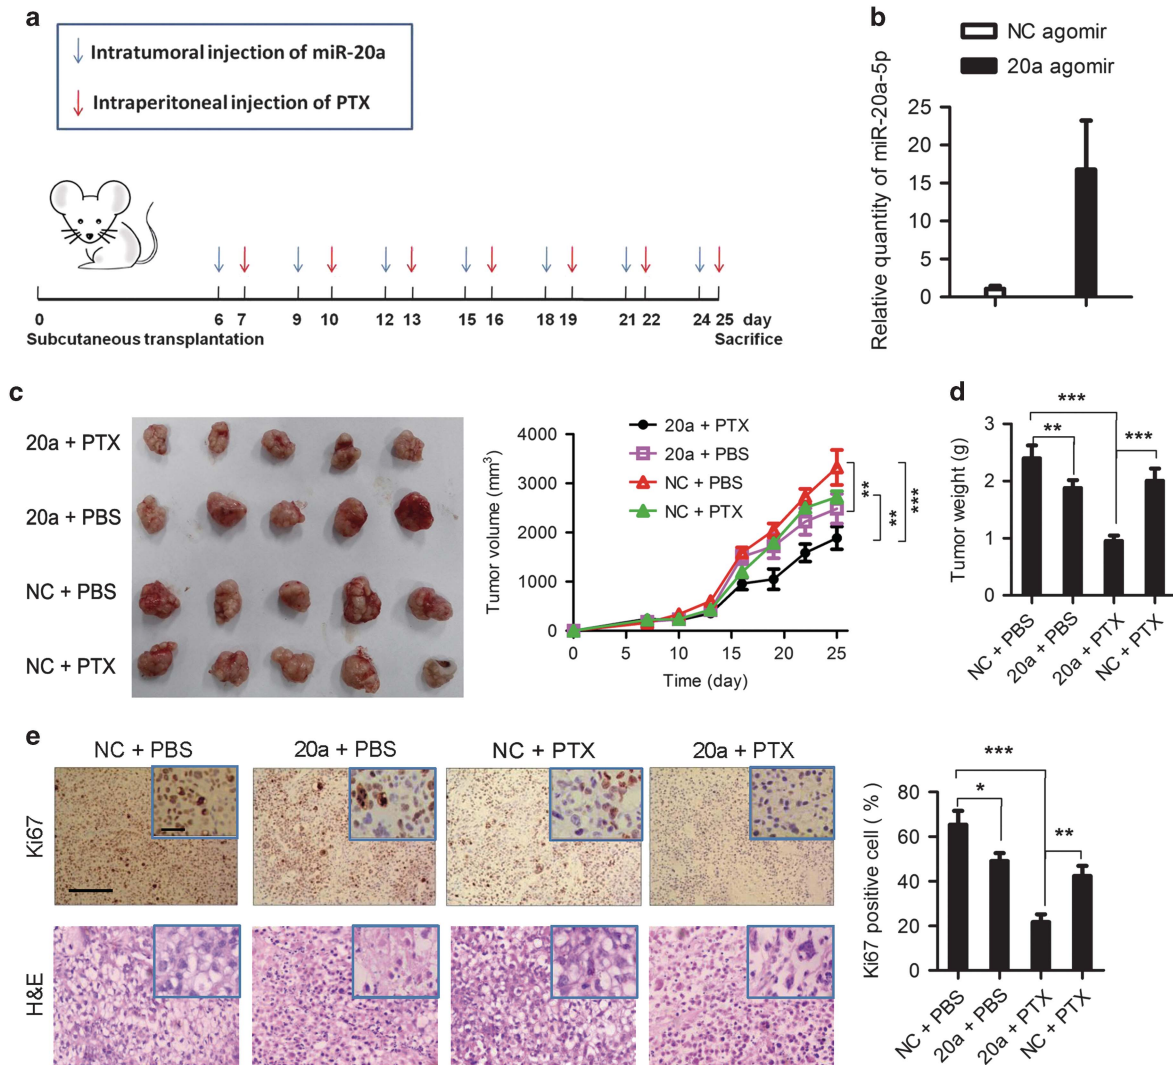 a
Intratumoral injection of miR-20a
Intraperitoneal injection of PTX
0 6 7 9 10 12 13 15 16 18 19 21 22 24 25 day
Subcutaneous transplantation
Sacrifice
b
NC agomir
20a agomir
Relative quantity of miR-20a-5p
25
20
15
10
5
0
c
20a + PTX
20a + PBS
NC + PBS
NC + PTX
Tumor volume (mm³)
4000
3000
2000
1000
0
0 5 10 15 20 25
Time (day)
20a + PTX
20a + PBS
NC + PBS
NC + PTX
**
**
***
d
Tumor weight (g)
3
2
1
0
***
**
***
NC + PBS
20a + PBS
20a + PTX
NC + PTX
e
NC + PBS
20a + PBS
NC + PTX
20a + PTX
Ki67
H&E
Ki67 positive cell ( % )
80
60
40
20
0
***
*
**
NC + PBS
20a + PBS
20a + PTX
NC + PTX